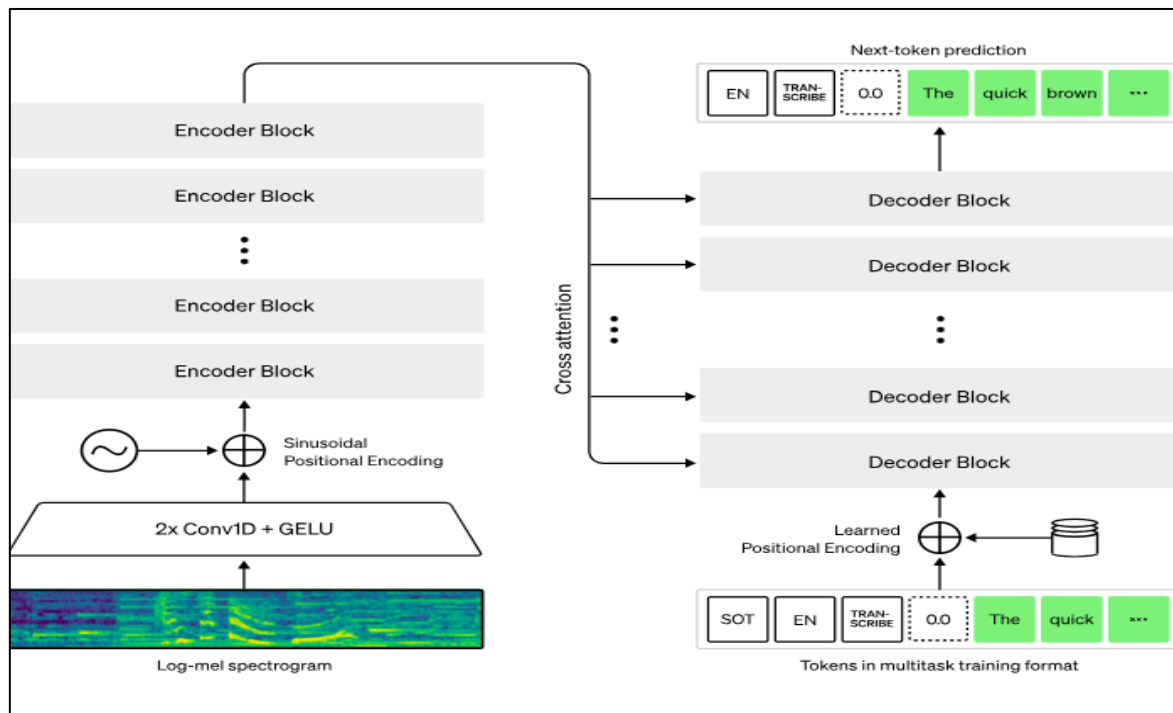 Next-token prediction
EN TRAN-SCRIBE 0.0 The quick brown ...
Encoder Block
Encoder Block
Encoder Block
Encoder Block
Cross attention
Decoder Block
Decoder Block
Decoder Block
Decoder Block
Sinusoidal
Positional Encoding
2x Conv1D + GELU
Learned
Positional Encoding
SOT EN TRAN-SCRIBE 0.0 The quick ...
Log-mel spectrogram
Tokens in multitask training format